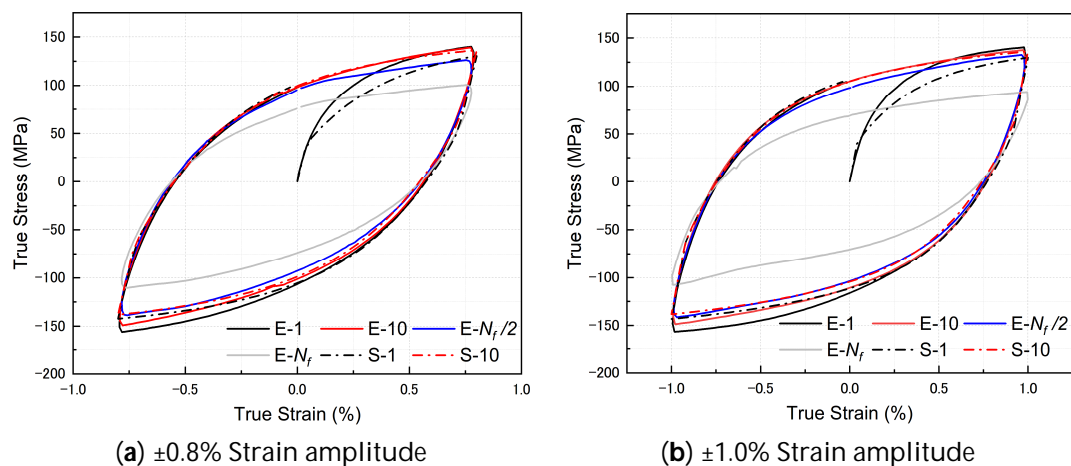 150
100
50
0
−50
−100
−150
−200
True Stress (MPa)
E-1 E-10 E-Nf /2
E-Nf S-1 S-10
−1.0 −0.5 0.0 0.5 1.0
True Strain (%)
(a) ±0.8% Strain amplitude
150
100
50
0
−50
−100
−150
−200
True Stress (MPa)
E-1 E-10 E-Nf /2
E-Nf S-1 S-10
-1.0 -0.5 0.0 0.5 1.0
True Strain (%)
(b) ±1.0% Strain amplitude